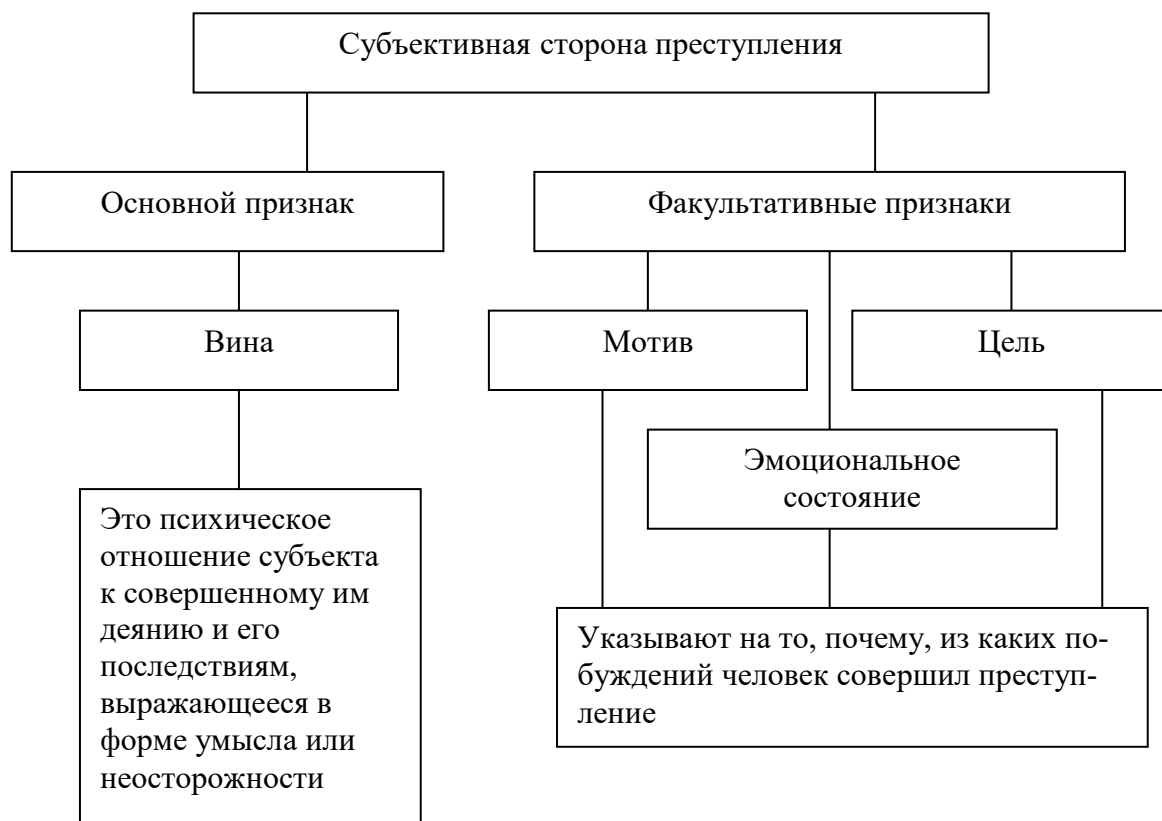 Субъективная сторона преступления
Основной признак
Факультативные признаки
Вина
Мотив
Цель
Эмоциональное
состояние
Это психическое
отношение субъекта
к совершенному им
деянию и его
последствиям,
выражающееся в
форме умысла или
неосторожности
Указывают на то, почему, из каких по-
буждений человек совершил преступ-
ление